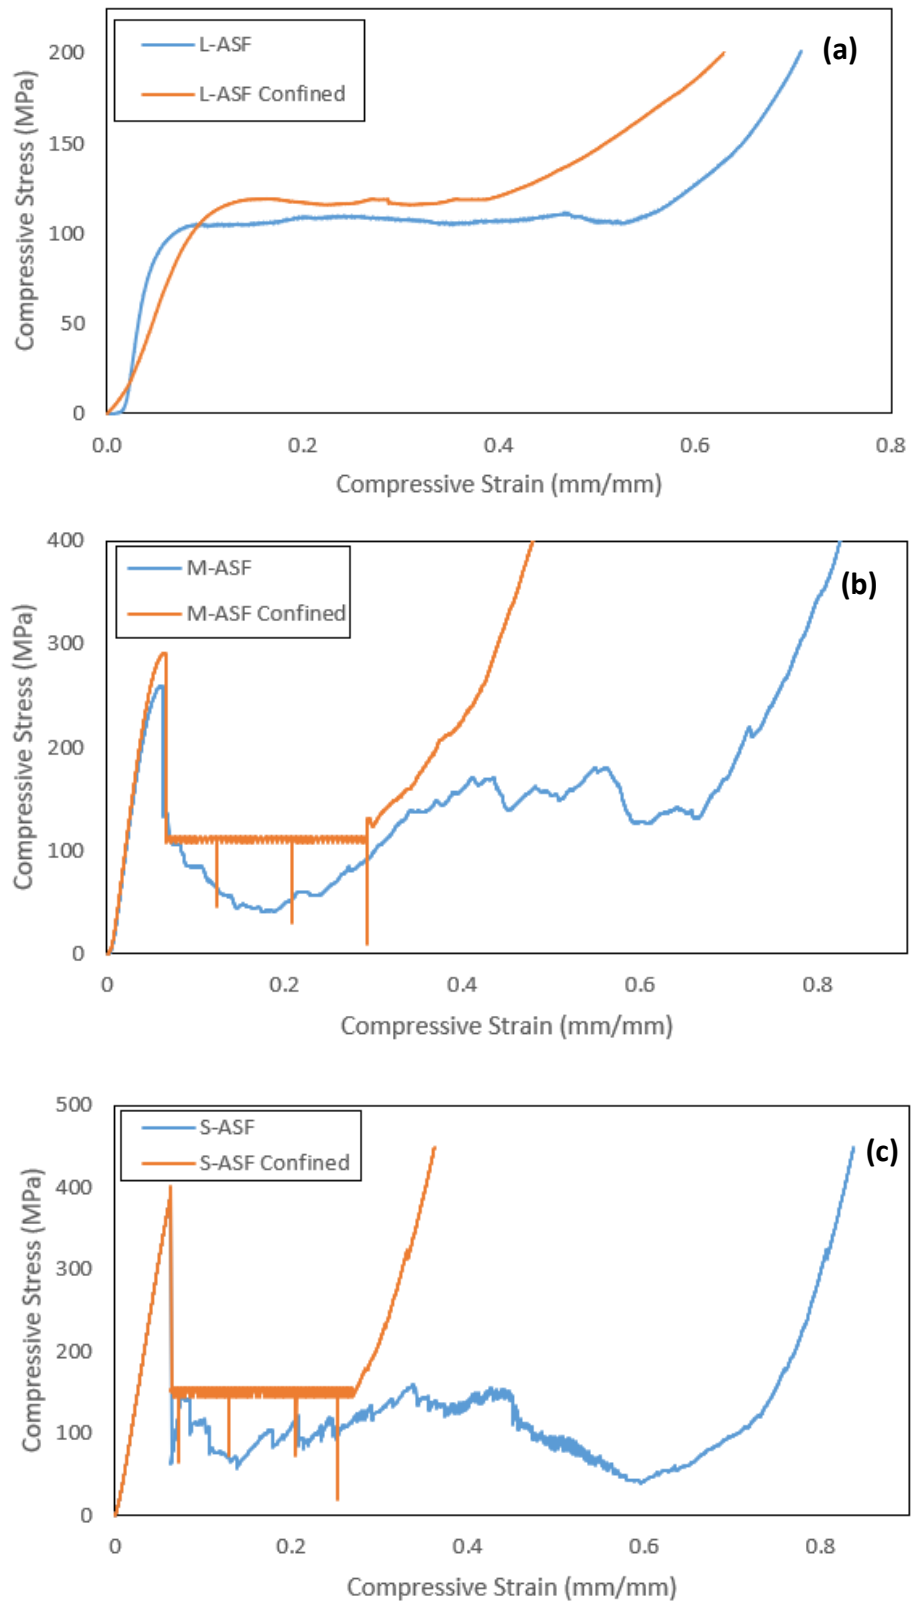 (a)
L-ASF
L-ASF Confined
Compressive Stress (MPa)
200
150
100
50
0
0.0 0.2 0.4 0.6 0.8
Compressive Strain (mm/mm)
(b)
M-ASF
M-ASF Confined
Compressive Stress (MPa)
400
300
200
100
0
0 0.2 0.4 0.6 0.8
Compressive Strain (mm/mm)
(c)
S-ASF
S-ASF Confined
Compressive Stress (MPa)
500
400
300
200
100
0
0 0.2 0.4 0.6 0.8
Compressive Strain (mm/mm)